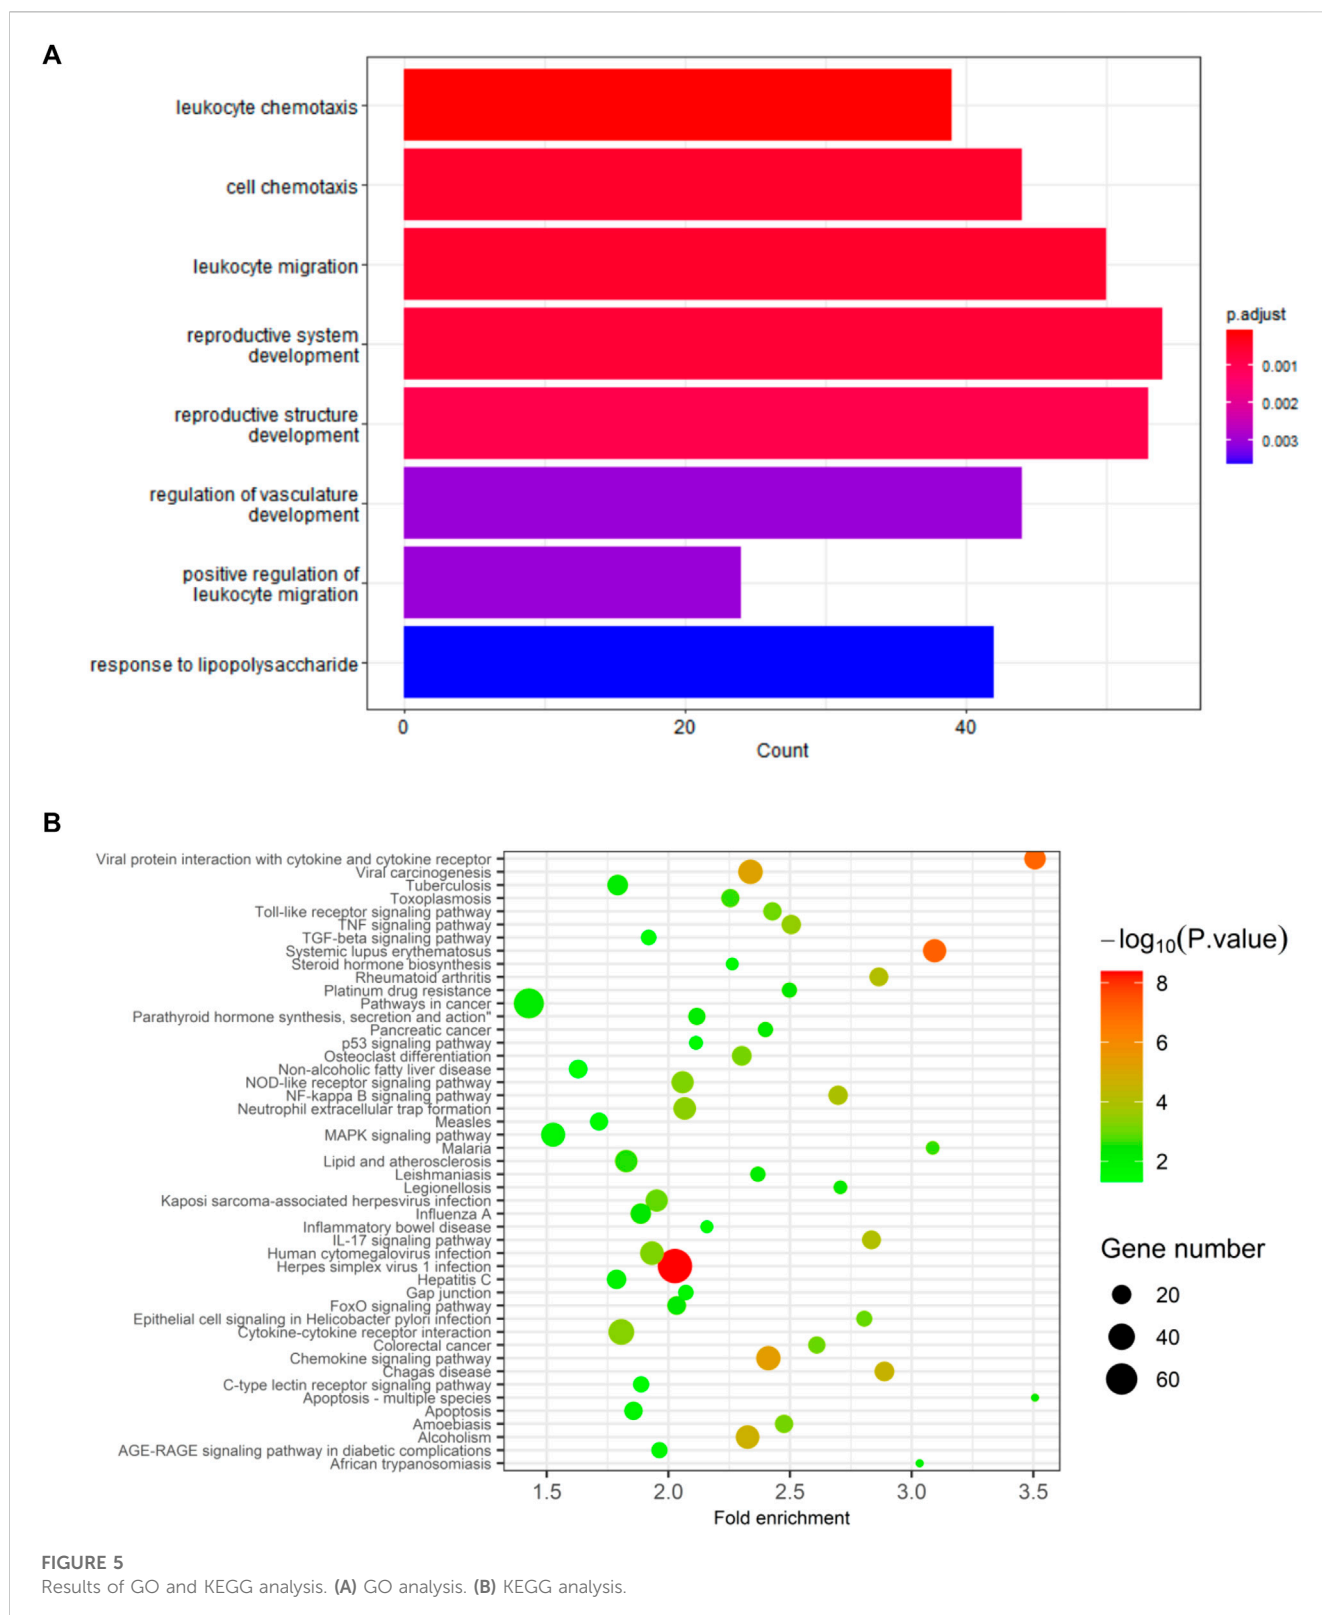 A
leukocyte chemotaxis
cell chemotaxis
leukocyte migration
reproductive system
development
reproductive structure
development
regulation of vasculature
development
positive regulation of
leukocyte migration
response to lipopolysaccharide
0
20
40
Count
p.adjust
0.001
0.002
0.003
B
Viral protein interaction with cytokine and cytokine receptor
Viral carcinogenesis
Tuberculosis
Toxoplasmosis
Toll-like receptor signaling pathway
TNF signaling pathway
TGF-beta signaling pathway
Systemic lupus erythematosus
Steroid hormone biosynthesis
Rheumatoid arthritis
Platinum drug resistance
Pathways in cancer
Parathyroid hormone synthesis, secretion and action"
Pancreatic cancer
p53 signaling pathway
Osteoclast differentiation
Non-alcoholic fatty liver disease
NOD-like receptor signaling pathway
NF-kappa B signaling pathway
Neutrophil extracellular trap formation
Measles
MAPK signaling pathway
Malaria
Lipid and atherosclerosis
Leishmaniasis
Legionellosis
Kaposi sarcoma-associated herpesvirus infection
Influenza A
Inflammatory bowel disease
IL-17 signaling pathway
Human cytomegalovirus infection
Herpes simplex virus 1 infection
Hepatitis C
Gap junction
FoxO signaling pathway
Epithelial cell signaling in Helicobacter pylori infection
Cytokine-cytokine receptor interaction
Colorectal cancer
Chemokine signaling pathway
Chagas disease
C-type lectin receptor signaling pathway
Apoptosis - multiple species
Apoptosis
Amoebiasis
Alcoholism
AGE-RAGE signaling pathway in diabetic complications
African trypanosomiasis
1.5
2.0
2.5
3.0
3.5
Fold enrichment
−log10(P.value)
8
6
4
2
Gene number
20
40
60
FIGURE 5
Results of GO and KEGG analysis. (A) GO analysis. (B) KEGG analysis.